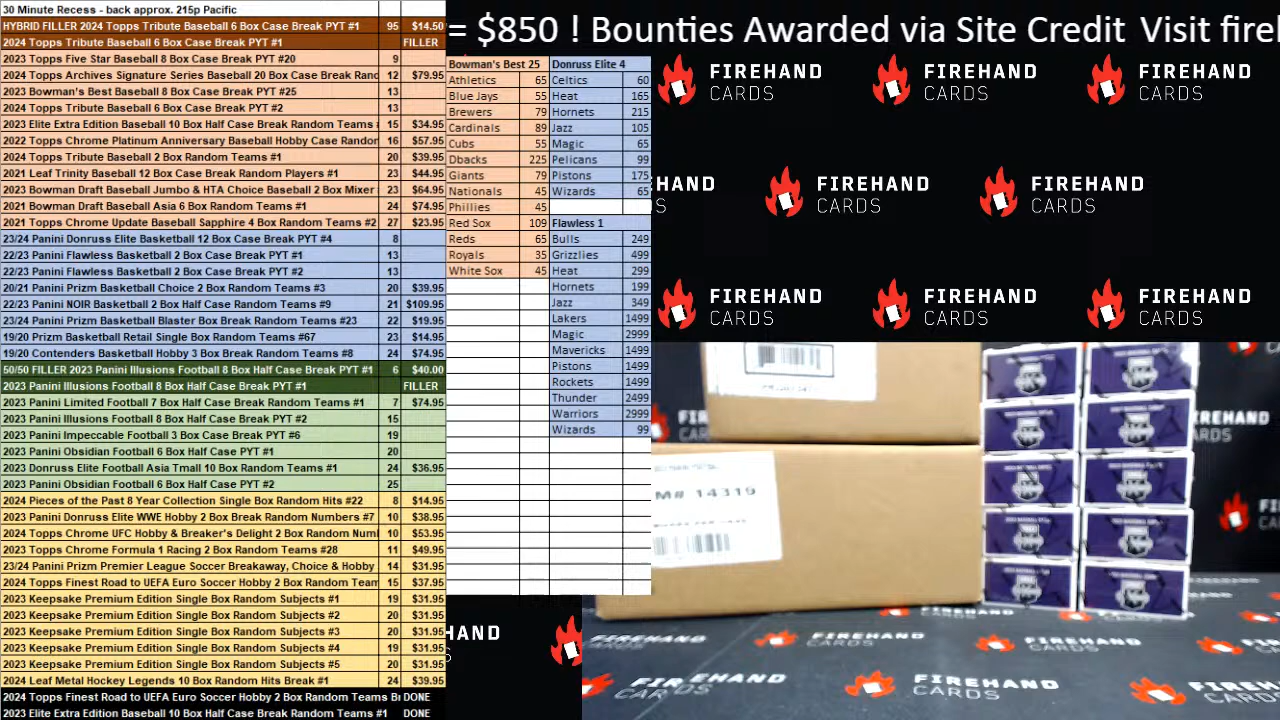 30 Minute Recess - back approx. 215p Pacific
HYBRID FILLER 2024 Topps Tribute Baseball 6 Box Case Break PYT #1 95 $14.50
2024 Topps Tribute Baseball 6 Box Case Break PYT #1 FILLER
2023 Topps Five Star Baseball 8 Box Case Break PYT #20 9
2024 Topps Archives Signature Series Baseball 20 Box Case Break Ranc 12 $79.95
2023 Bowman's Best Baseball 8 Box Case Break PYT #25 13
2024 Topps Tribute Baseball 6 Box Case Break PYT #2 13
2023 Elite Extra Edition Baseball 10 Box Half Case Break Random Teams 15 $34.95
2022 Topps Chrome Platinum Anniversary Baseball Hobby Case Randor 16 $57.95
2024 Topps Tribute Baseball 2 Box Random Teams #1 20 $39.95
2021 Leaf Trinity Baseball 12 Box Case Break Random Players #1 23 $44.95
2023 Bowman Draft Baseball Jumbo & HTA Choice Baseball 2 Box Mixer 23 $64.95
2021 Bowman Draft Baseball Asia 6 Box Random Teams #1 24 $74.95
2021 Topps Chrome Update Baseball Sapphire 4 Box Random Teams #2 27 $23.95
23/24 Panini Donruss Elite Basketball 12 Box Case Break PYT #4 8
22/23 Panini Flawless Basketball 2 Box Case Break PYT #1 13
22/23 Panini Flawless Basketball 2 Box Case Break PYT #2 13
20/21 Panini Prizm Basketball Choice 2 Box Random Teams #3 20 $39.95
22/23 Panini NOIR Basketball 2 Box Half Case Random Teams #9 21 $109.95
23/24 Panini Prizm Basketball Blaster Box Break Random Teams #23 22 $19.95
19/20 Prizm Basketball Retail Single Box Random Teams #67 23 $14.95
19/20 Contenders Basketball Hobby 3 Box Break Random Teams #8 24 $74.95
50/50 FILLER 2023 Panini Illusions Football 8 Box Half Case Break PYT #1 6 $40.00
2023 Panini Illusions Football 8 Box Half Case Break PYT #1 FILLER
2023 Panini Limited Football 7 Box Half Case Break Random Teams #1 7 $74.95
2023 Panini Illusions Football 8 Box Half Case Break PYT #2 15
2023 Panini Impeccable Football 3 Box Case Break PYT #6 19
2023 Panini Obsidian Football 6 Box Half Case PYT #1 20
2023 Donruss Elite Football Asia Tmall 10 Box Random Teams #1 24 $36.95
2023 Panini Obsidian Football 6 Box Half Case PYT #2 25
2024 Pieces of the Past 8 Year Collection Single Box Random Hits #22 8 $14.95
2023 Panini Donruss Elite WWE Hobby 2 Box Break Random Numbers #7 10 $38.95
2024 Topps Chrome UFC Hobby & Breaker's Delight 2 Box Random Numl 10 $53.95
2023 Topps Chrome Formula 1 Racing 2 Box Random Teams #28 11 $49.95
23/24 Panini Prizm Premier League Soccer Breakaway, Choice & Hobby 14 $31.95
2024 Topps Finest Road to UEFA Euro Soccer Hobby 2 Box Random Team 15 $37.95
2023 Keepsake Premium Edition Single Box Random Subjects #1 19 $31.95
2023 Keepsake Premium Edition Single Box Random Subjects #2 20 $31.95
2023 Keepsake Premium Edition Single Box Random Subjects #3 20 $31.95
2023 Keepsake Premium Edition Single Box Random Subjects #4 19 $31.95
2023 Keepsake Premium Edition Single Box Random Subjects #5 20 $31.95
2024 Leaf Metal Hockey Legends 10 Box Random Hits Break #1 24 $39.95
2024 Topps Finest Road to UEFA Euro Soccer Hobby 2 Box Random Teams Br DONE
2023 Elite Extra Edition Baseball 10 Box Half Case Break Random Teams #1 DONE
= $850 ! Bounties Awarded via Site Credit Visit fireh
Bowman's Best 25
Athletics 65
Blue Jays 55
Brewers 79
Cardinals 89
Cubs 55
Dbacks 225
Giants 79
Nationals 45
Phillies 45
Red Sox 109
Reds 65
Royals 35
White Sox 45
Donruss Elite 4
Celtics 60
Heat 165
Hornets 215
Jazz 105
Magic 65
Pelicans 99
Pistons 175
Wizards 65
Flawless 1
Bulls 249
Grizzlies 499
Heat 299
Hornets 199
Jazz 349
Lakers 1499
Magic 2999
Mavericks 1499
Pistons 1499
Rockets 1499
Thunder 2499
Warriors 2999
Wizards 99
FIREHAND CARDS
FIREHAND CARDS
FIREHAND CARDS
HAND
S
FIREHAND CARDS
FIREHAND CARDS
FIREHAND CARDS
FIREHAND CARDS
FIREHAND CARDS
HAND
M# 14319
FIREHAND CARDS
FIREHAND CARDS
FIREHAND CARDS
FIREHAND CARDS